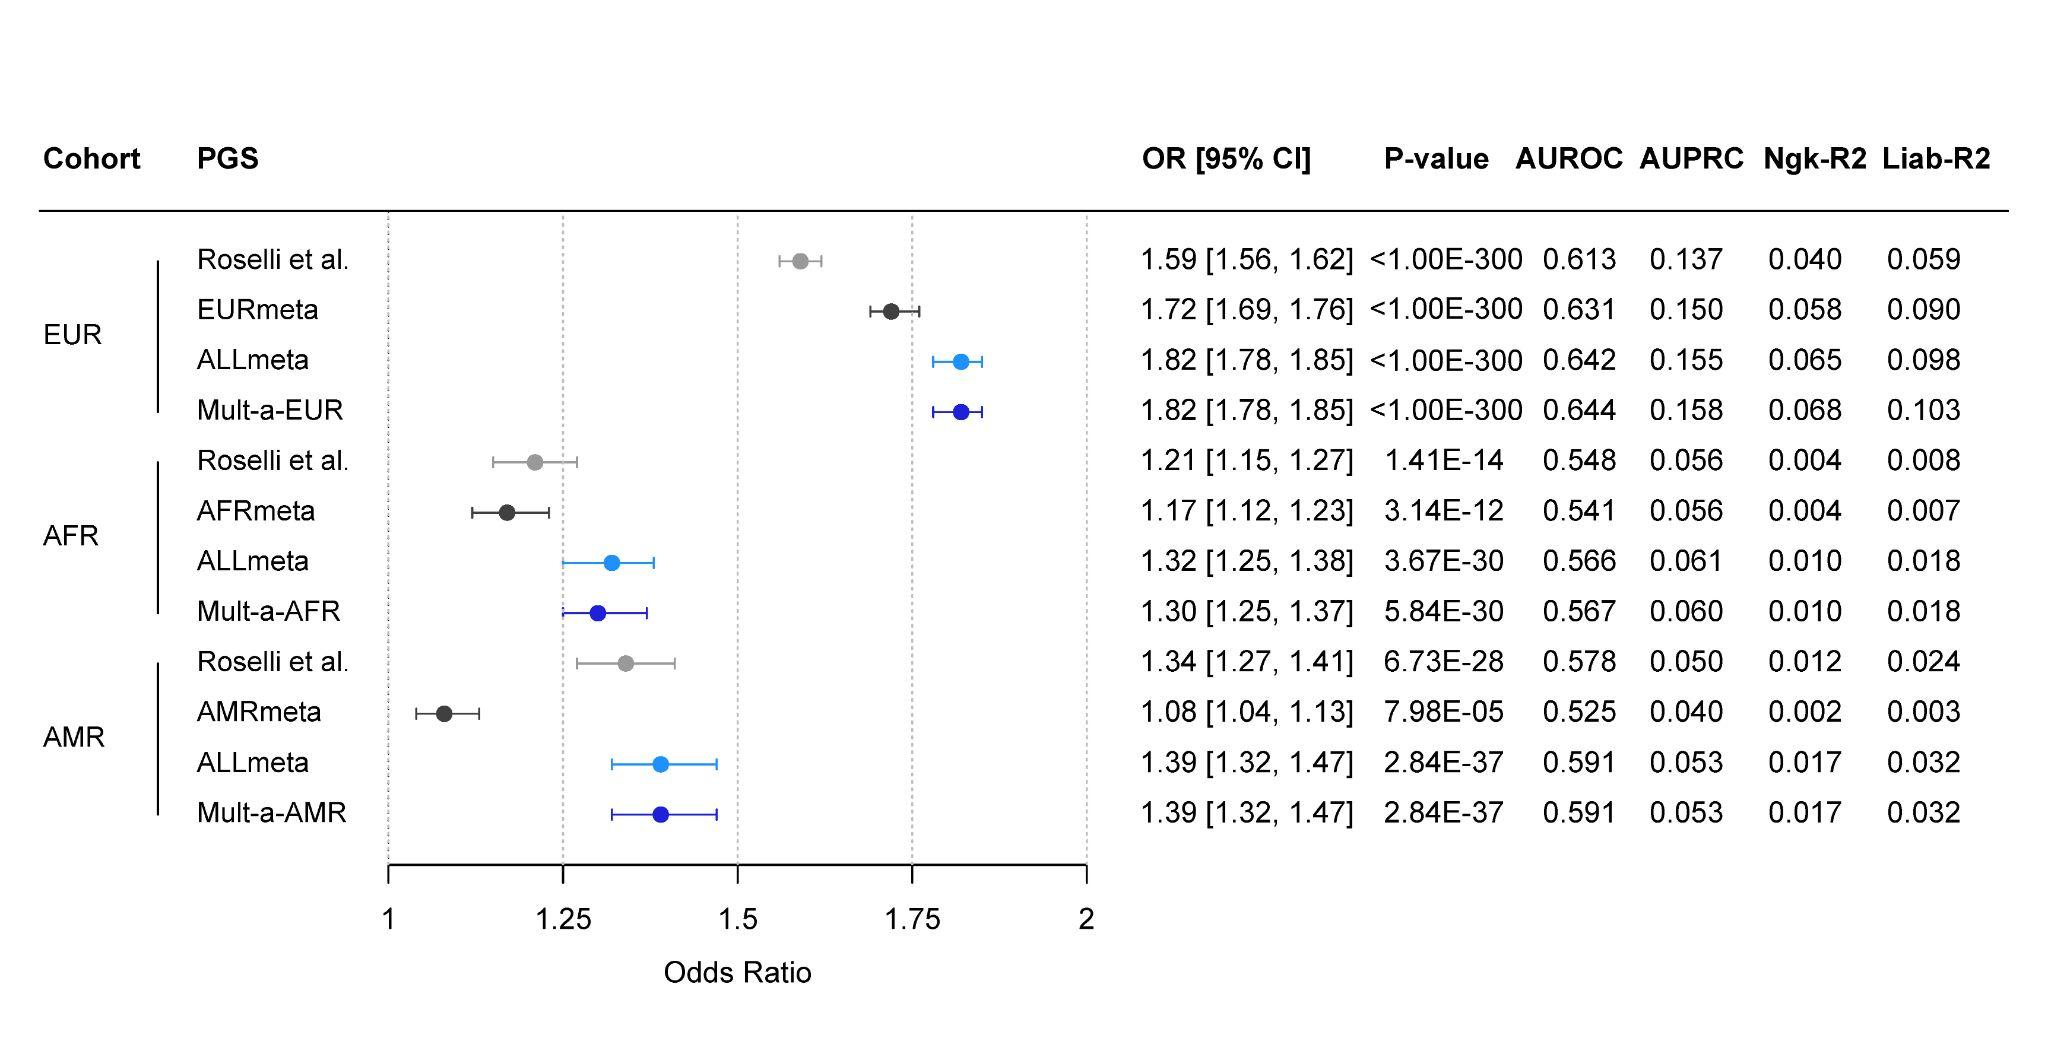 Cohort PGS OR [95% CI] P-value AUROC AUPRC Ngk-R2 Liab-R2
Roselli et al. 1.59 [1.56, 1.62] <1.00E-300 0.613 0.137 0.040 0.059
EURmeta 1.72 [1.69, 1.76] <1.00E-300 0.631 0.150 0.058 0.090
EUR
ALLmeta 1.82 [1.78, 1.85] <1.00E-300 0.642 0.155 0.065 0.098
Mult-a-EUR 1.82 [1.78, 1.85] <1.00E-300 0.644 0.158 0.068 0.103
Roselli et al. 1.21 [1.15, 1.27] 1.41E-14 0.548 0.056 0.004 0.008
AFRmeta 1.17 [1.12, 1.23] 3.14E-12 0.541 0.056 0.004 0.007
AFR
ALLmeta 1.32 [1.25, 1.38] 3.67E-30 0.566 0.061 0.010 0.018
Mult-a-AFR 1.30 [1.25, 1.37] 5.84E-30 0.567 0.060 0.010 0.018
Roselli et al. 1.34 [1.27, 1.41] 6.73E-28 0.578 0.050 0.012 0.024
AMRmeta 1.08 [1.04, 1.13] 7.98E-05 0.525 0.040 0.002 0.003
AMR
ALLmeta 1.39 [1.32, 1.47] 2.84E-37 0.591 0.053 0.017 0.032
Mult-a-AMR 1.39 [1.32, 1.47] 2.84E-37 0.591 0.053 0.017 0.032
1 1.25 1.5 1.75 2
Odds Ratio